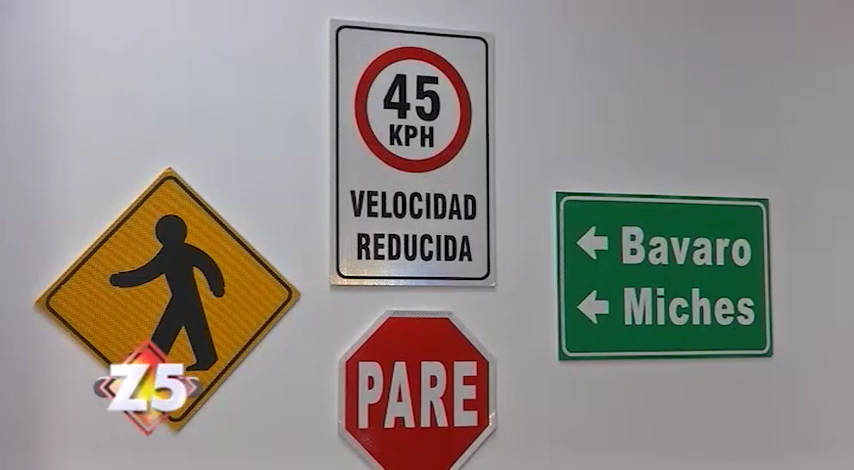 45
KPH
VELOCIDAD
REDUCIDA
Bavaro
Miches
PARE
Z5